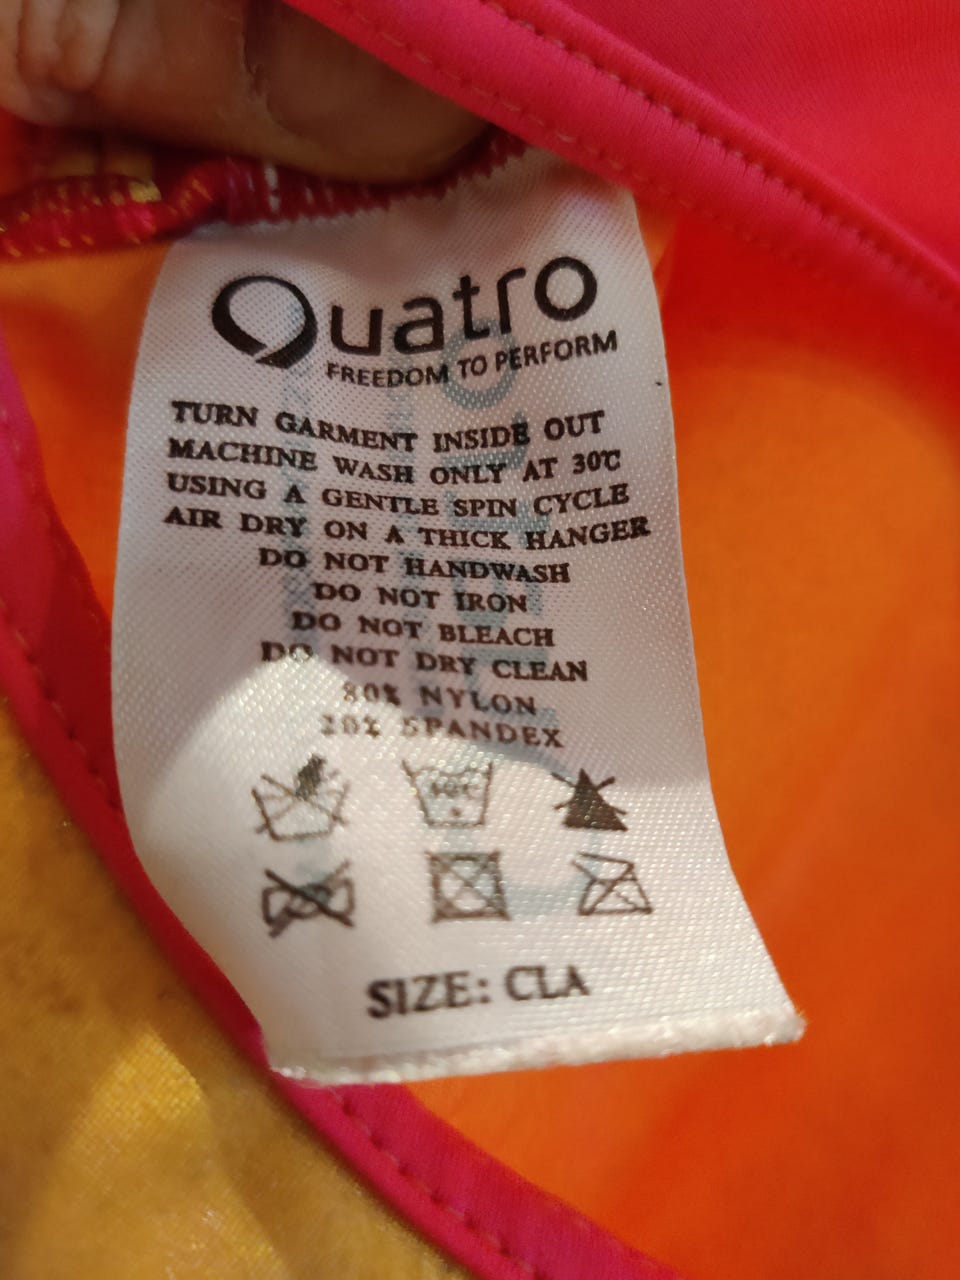 Quatro
FREEDOM TO PERFORM
TURN GARMENT INSIDE OUT
MACHINE WASH ONLY AT 30℃
USING A GENTLE SPIN CYCLE
AIR DRY ON A THICK HANGER
DO NOT HANDWASH
DO NOT IRON
DO NOT BLEACH
DO NOT DRY CLEAN
80% NYLON
20% SPANDEX
SIZE: CLA